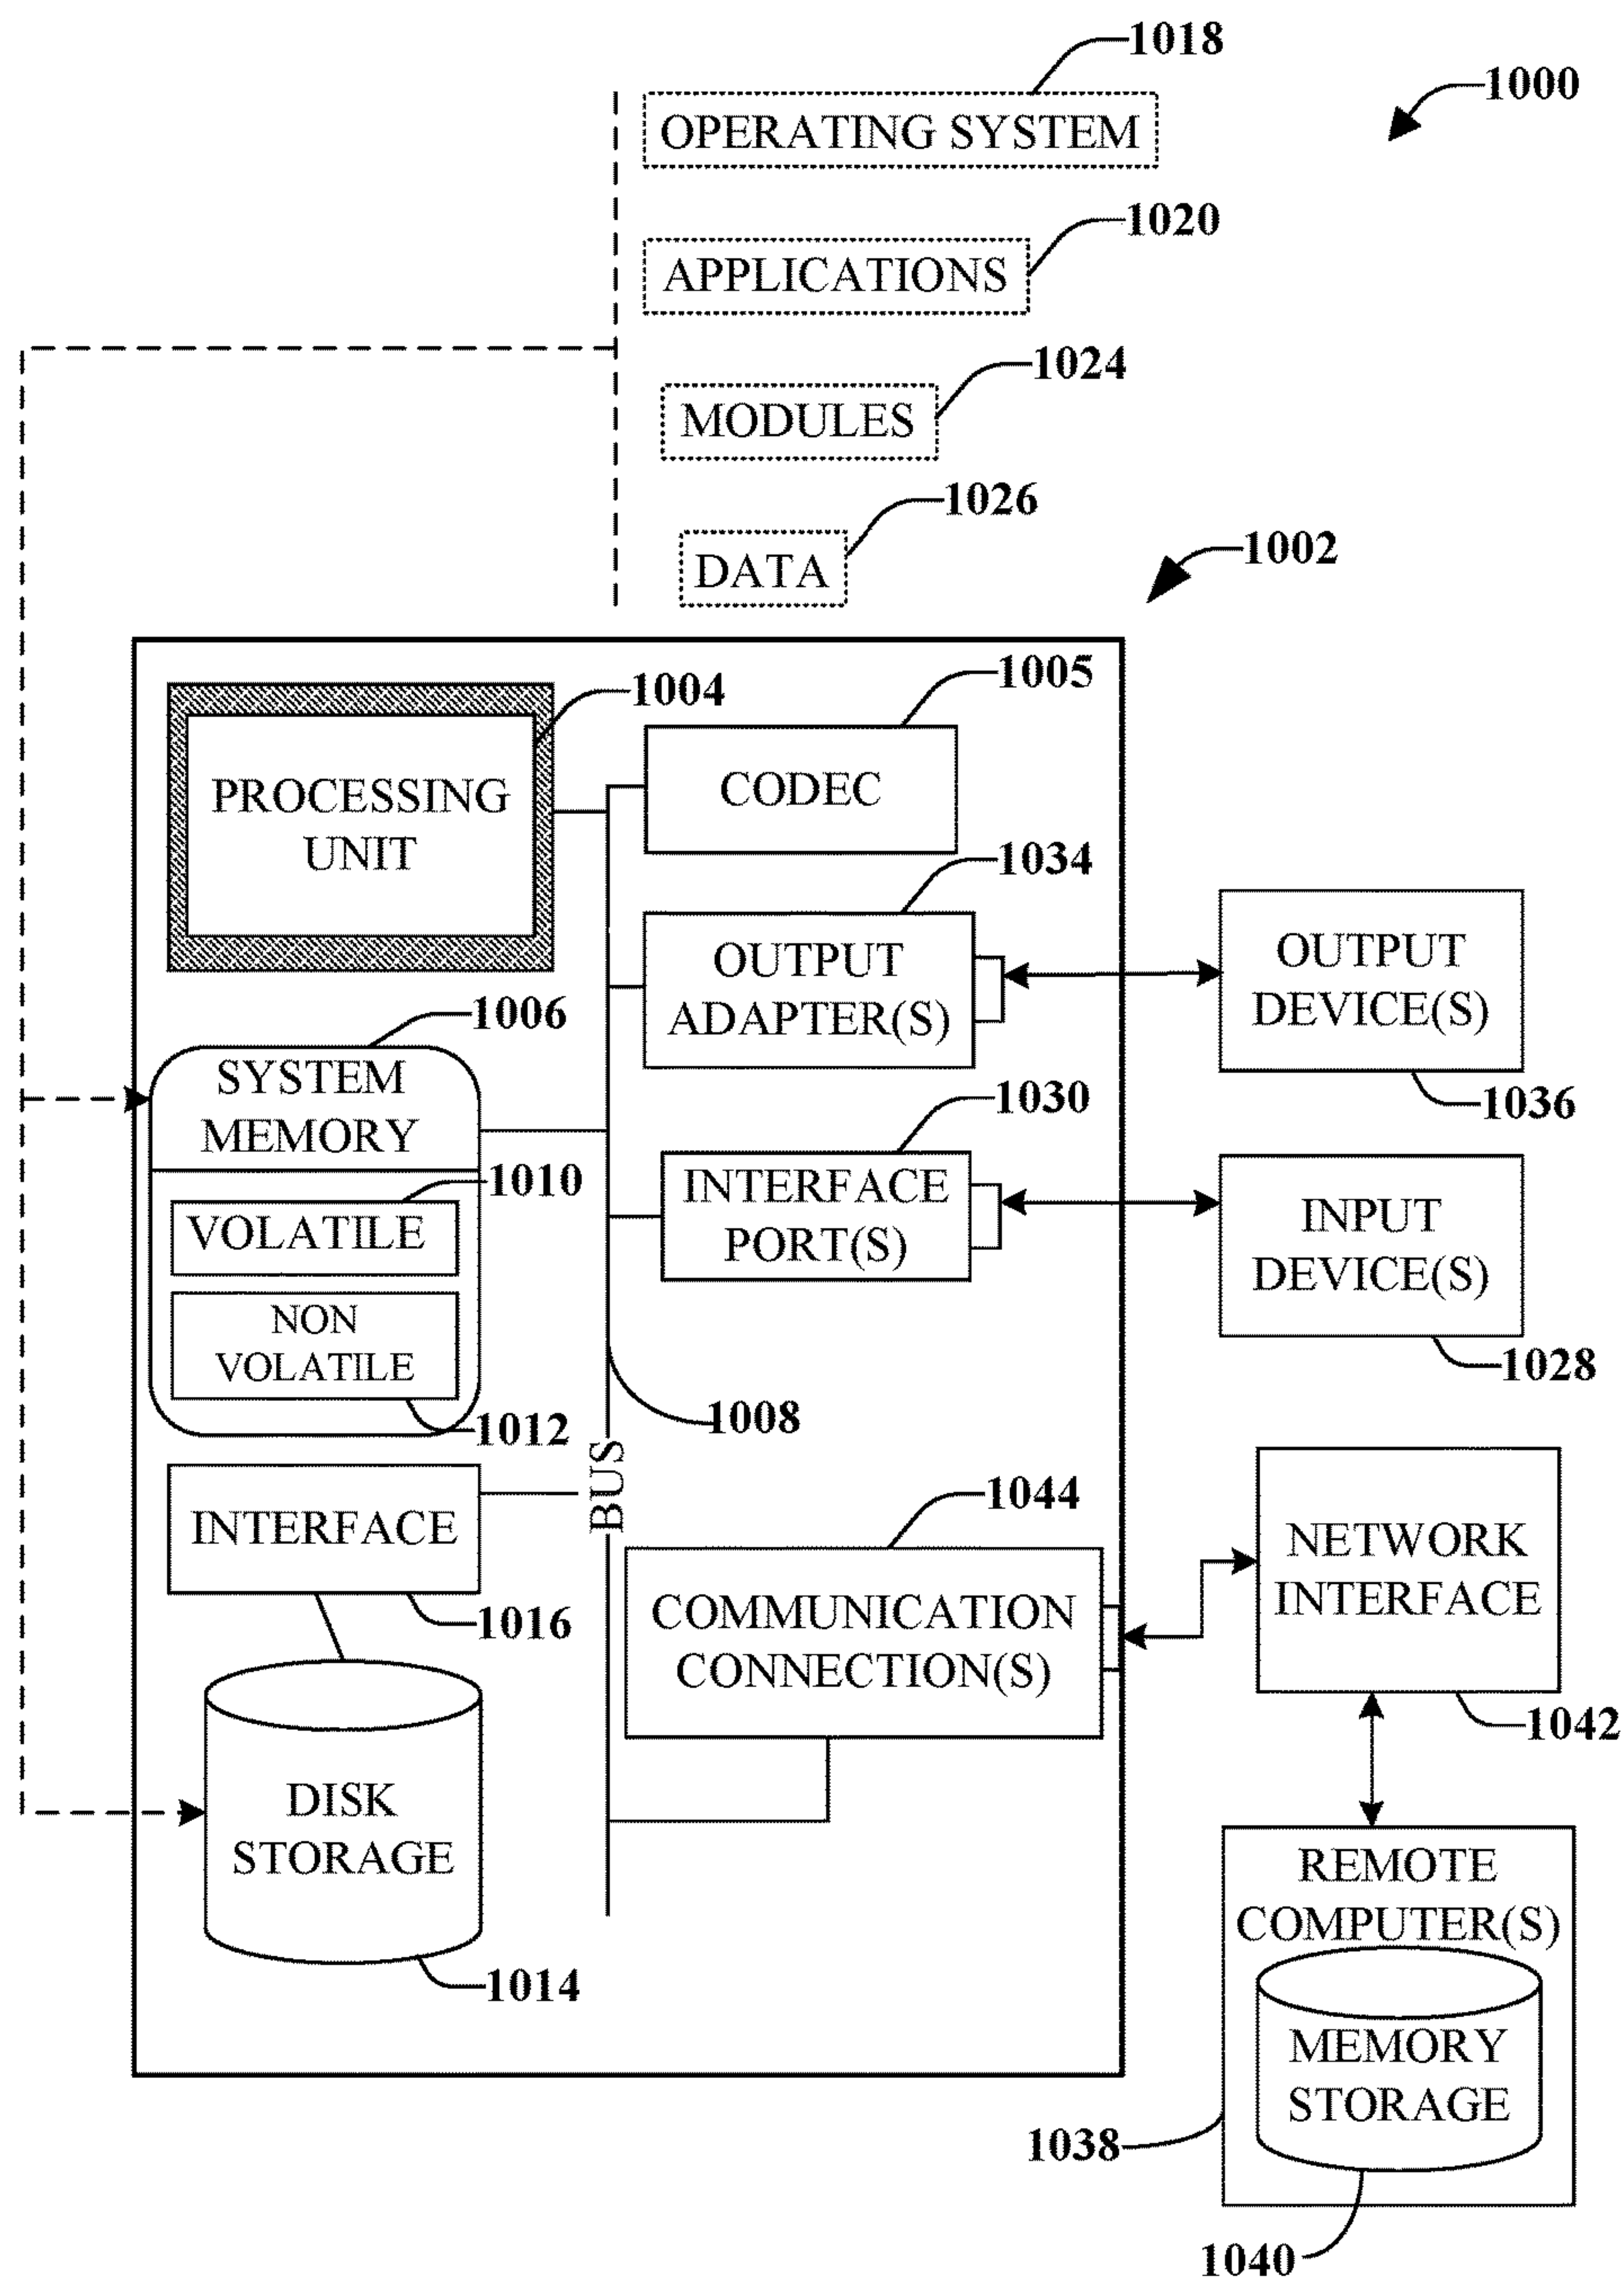 1018
1000
OPERATING SYSTEM
1020
APPLICATIONS
1024
MODULES
1026
DATA
1002
1004
PROCESSING
UNIT
1005
CODEC
1034
OUTPUT
ADAPTER(S)
OUTPUT
DEVICE(S)
1036
1006
SYSTEM
MEMORY
1010
VOLATILE
NON
VOLATILE
1012
1030
INTERFACE
PORT(S)
INPUT
DEVICE(S)
1028
1008
BUS
INTERFACE
1016
1044
COMMUNICATION
CONNECTION(S)
NETWORK
INTERFACE
1042
DISK
STORAGE
1014
REMOTE
COMPUTER(S)
MEMORY
STORAGE
1038
1040